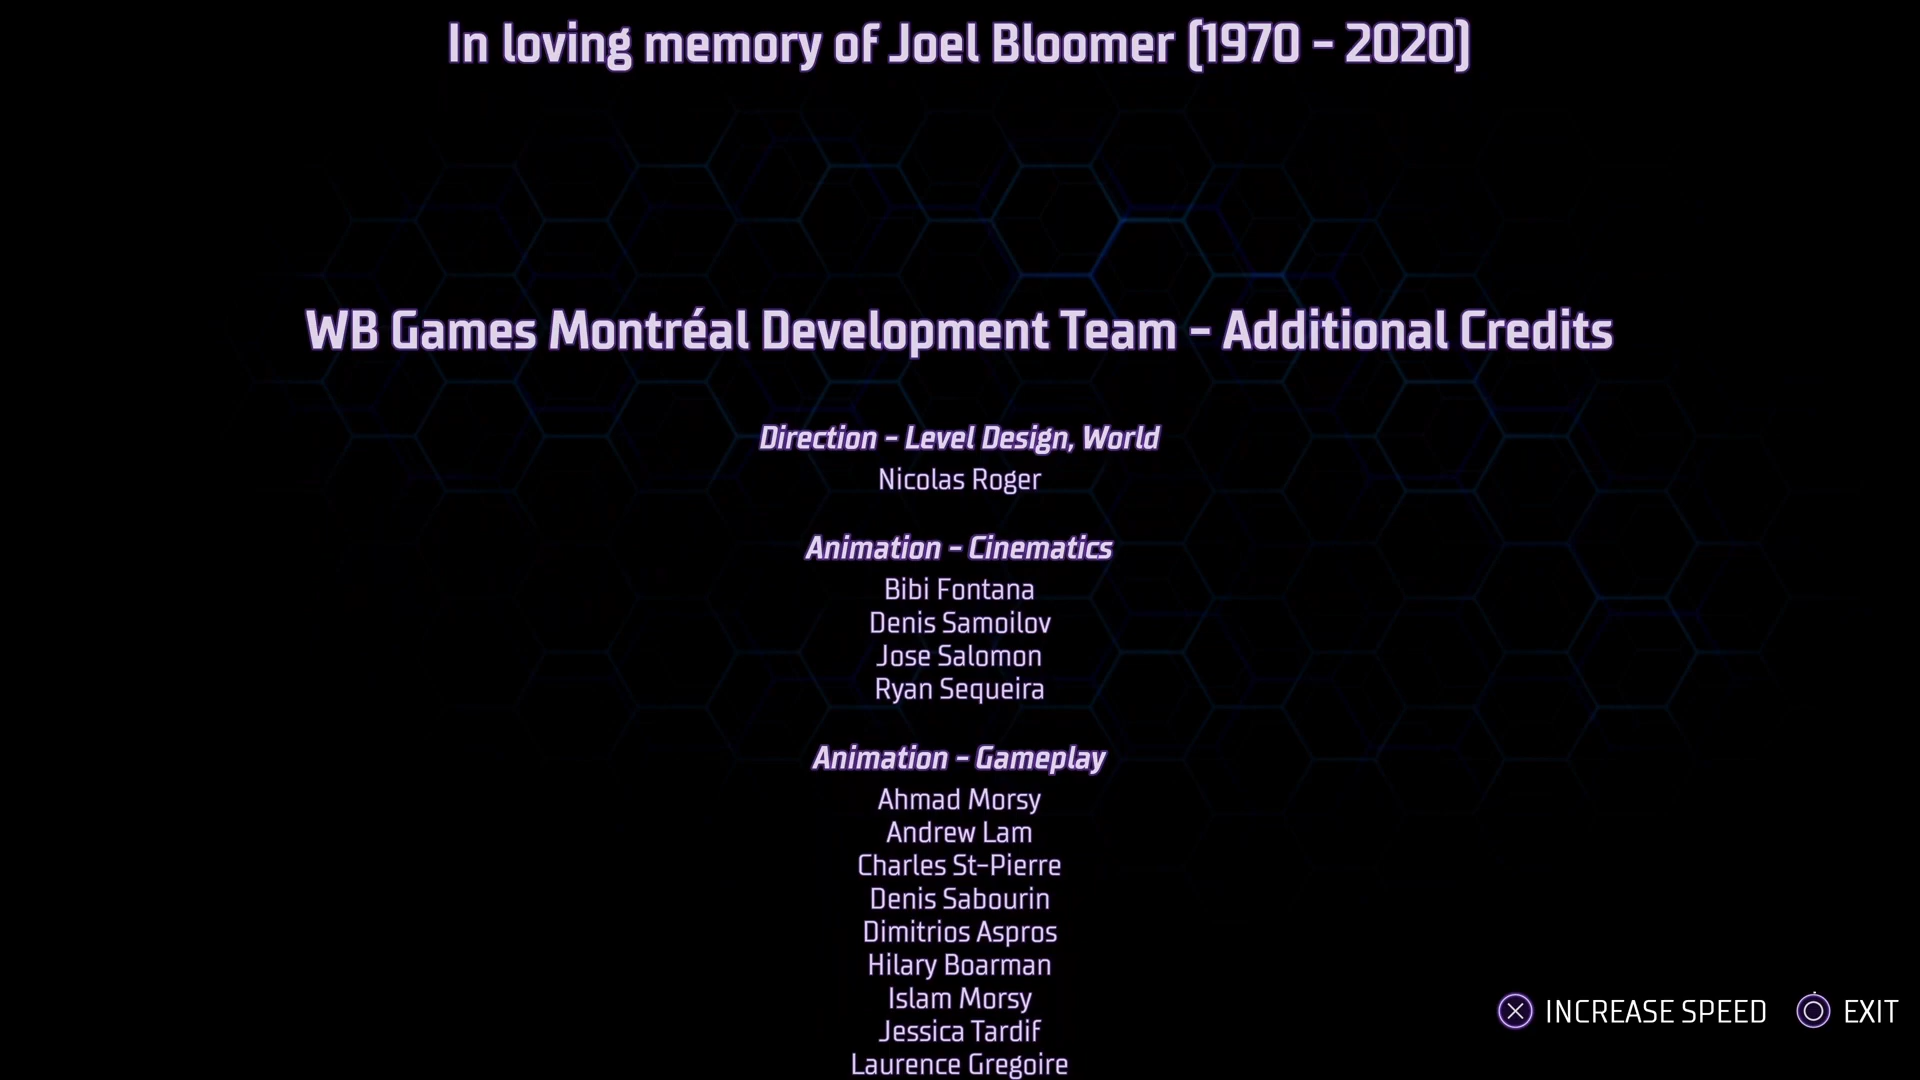 In loving memory of Joel Bloomer (1970 - 2020)
WB Games Montréal Development Team - Additional Credits
Direction - Level Design, World
Nicolas Roger
Animation - Cinematics
Bibi Fontana
Denis Samoilov
Jose Salomon
Ryan Sequeira
Animation - Gameplay
Ahmad Morsy
Andrew Lam
Charles St-Pierre
Denis Sabourin
Dimitrios Aspros
Hilary Boarman
Islam Morsy
Jessica Tardif
Laurence Gregoire
INCREASE SPEED EXIT